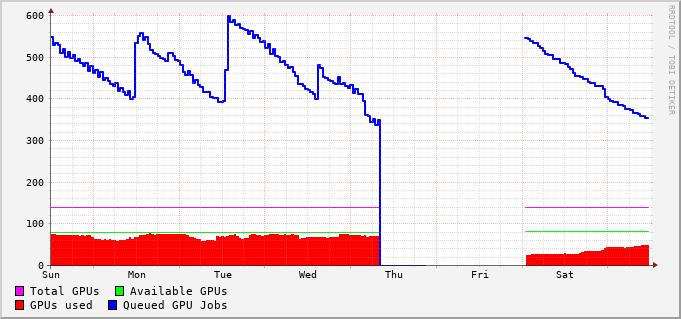 600
500
400
300
200
100
0
Sun Mon Tue Wed Thu Fri Sat
Total GPUs Available GPUs
GPUs used Queued GPU Jobs
RRDTOOL / TOBI OETIKER